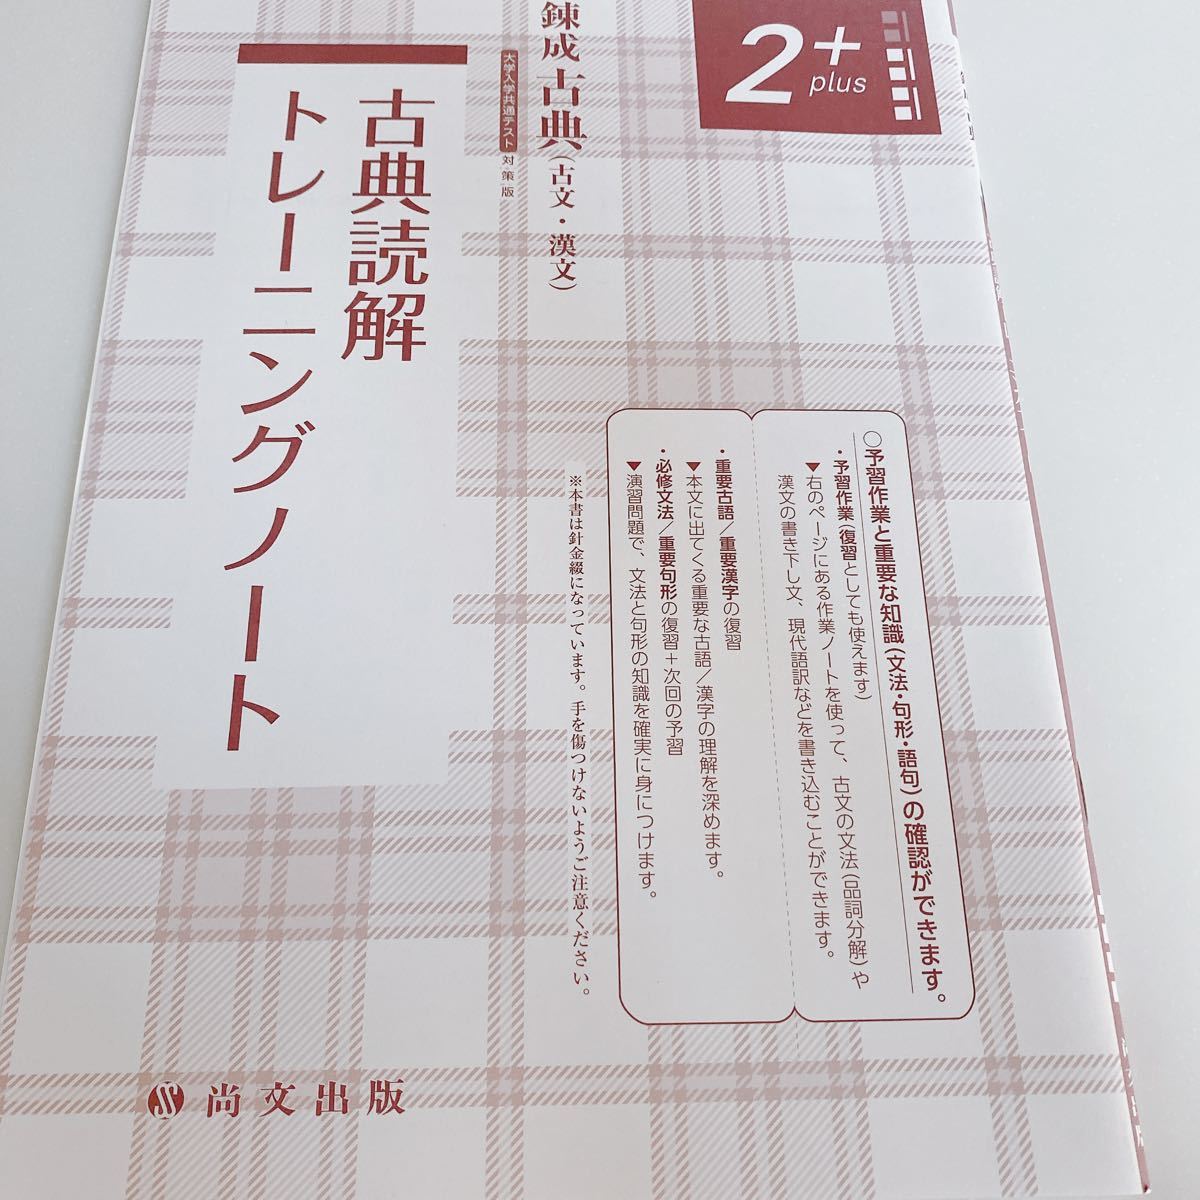 2+
plus
錬成 古典(古文・漢文)
大学入学共通テスト 対策版
古典読解
トレーニングノート
○予習作業と重要な知識(文法・句形・語句)の確認ができます。
・予習作業(復習としても使えます)
▼右のページにある作業ノートを使って、古文の文法(品詞分解)や
漢文の書き下し文、現代語訳などを書き込むことができます。
・重要古語/重要漢字の復習
▼本文に出てくる重要な古語/漢字の理解を深めます。
・必修文法/重要句形の復習+次回の予習
▼演習問題で、文法と句形の知識を確実に身につけます。
※本書は針金綴になっています。手を傷つけないようご注意ください。
尚文出版